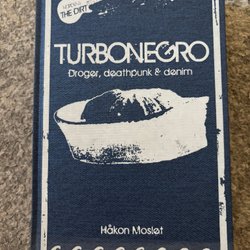 THE DIRT
TURBONEGRO
Droger, deathpunk & denim
Håkon Moslet